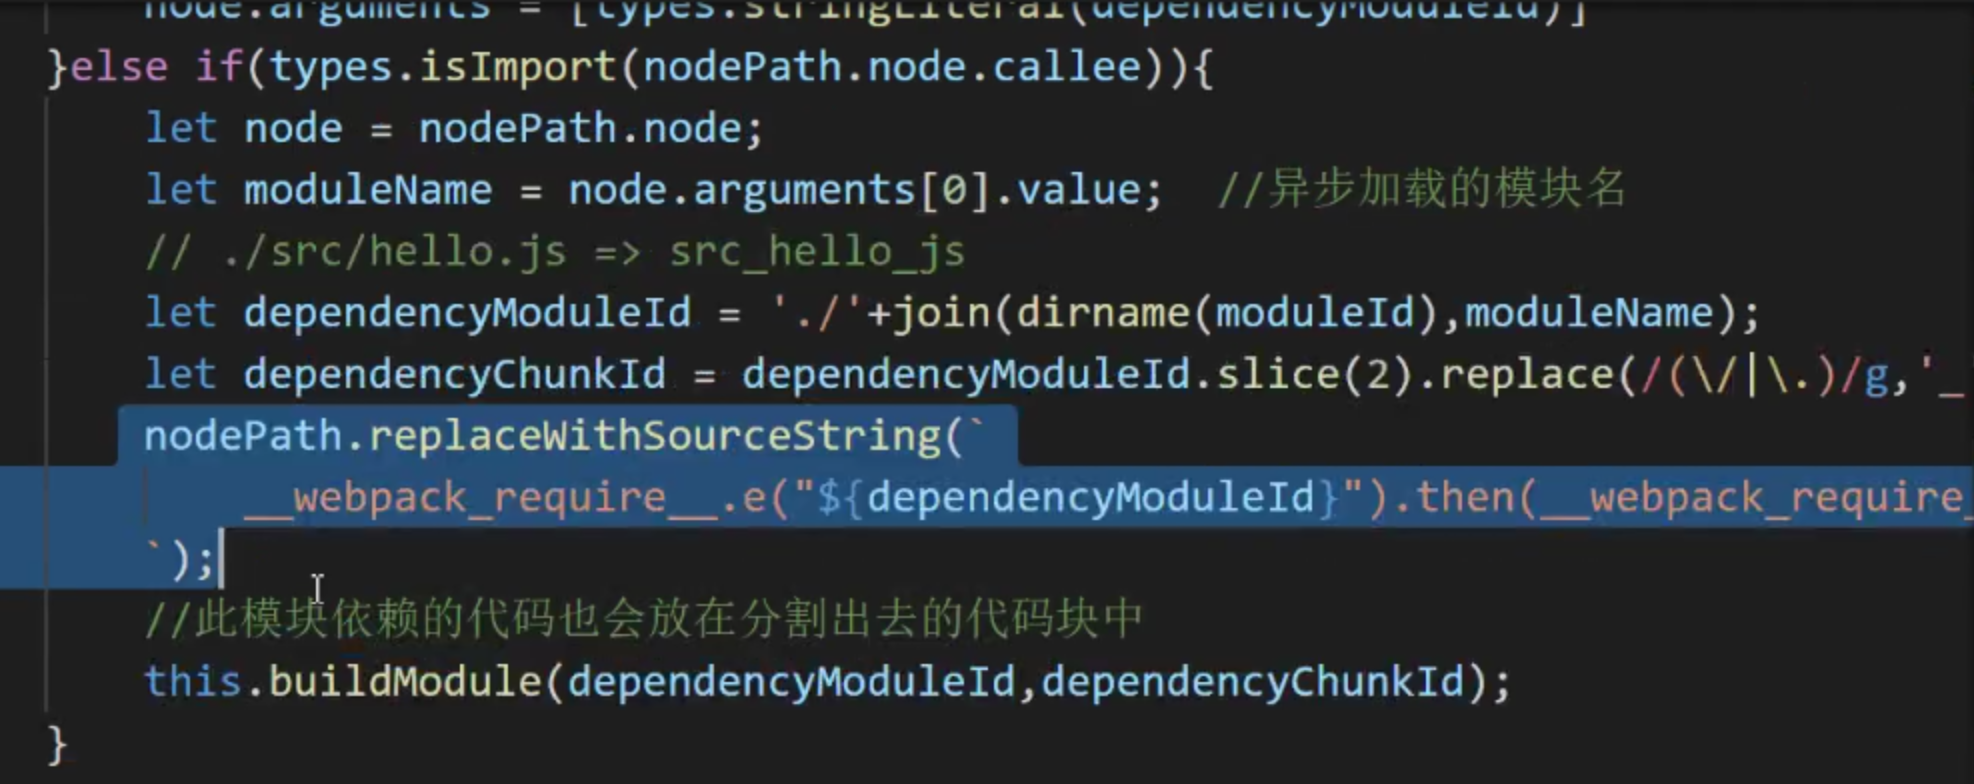 node.arguments = [types.stringLiteral(dependencyModuleId)]
}else if(types.isImport(nodePath.node.callee)){
let node = nodePath.node;
let moduleName = node.arguments[0].value;  //异步加载的模块名
// ./src/hello.js => src_hello_js
let dependencyModuleId = './'+join(dirname(moduleId),moduleName);
let dependencyChunkId = dependencyModuleId.slice(2).replace(/(\/|\.)/g,'_
nodePath.replaceWithSourceString(`
__webpack_require__.e("${dependencyModuleId}").then(__webpack_require_
`);
//此模块依赖的代码也会放在分割出去的代码块中
this.buildModule(dependencyModuleId,dependencyChunkId);
}